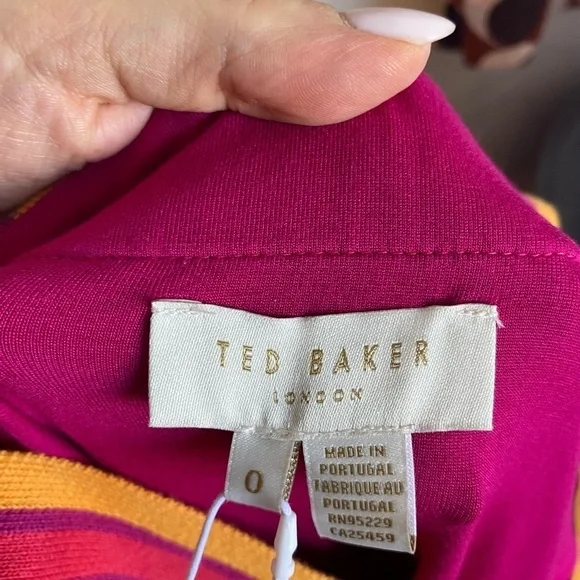 TED BAKER
LONDON
0
MADE IN
PORTUGAL
FABRIQUE AU
PORTUGAL
RN95229
CA25459